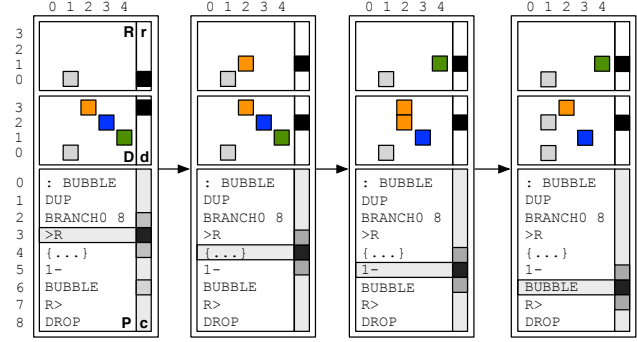 0 1 2 3 4 0 1 2 3 4 0 1 2 3 4 0 1 2 3 4
3 R r
2
1
0
3
2
1
0 D d
0 : BUBBLE : BUBBLE : BUBBLE : BUBBLE
1 DUP DUP DUP DUP
2 BRANCH0 8 BRANCH0 8 BRANCH0 8 BRANCH0 8
3 >R >R >R >R
4 {...} {...} {...} {...}
5 1- 1- 1- 1-
6 BUBBLE BUBBLE BUBBLE BUBBLE
7 R> R> R> R>
8 DROP P c DROP DROP DROP